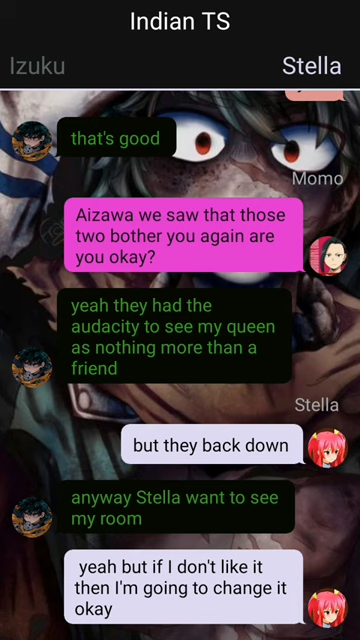 Indian TS
Izuku
Stella
that's good
Momo
Aizawa we saw that those
two bother you again are
you okay?
yeah they had the
audacity to see my queen
as nothing more than a
friend
Stella
but they back down
anyway Stella want to see
my room
yeah but if I don't like it
then I'm going to change it
okay